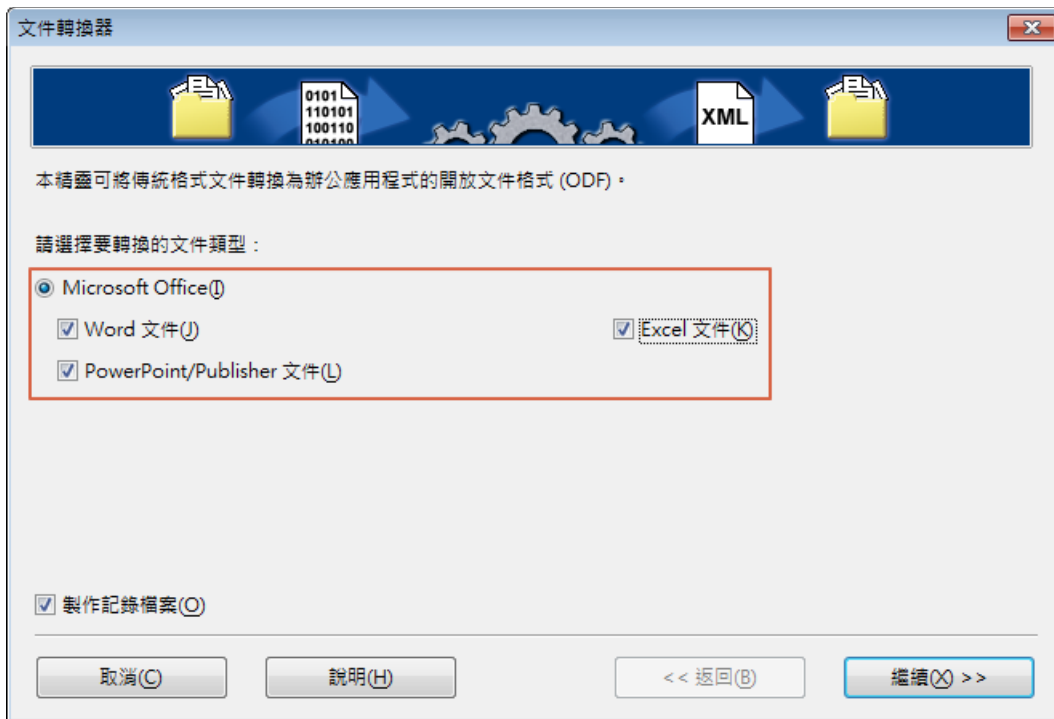 文件轉換器
0101
110101
100110
010100
XML
本精靈可將傳統格式文件轉換為辦公應用程式的開放文件格式 (ODF)。
請選擇要轉換的文件類型：
Microsoft Office(I)
Word 文件(J) Excel 文件(K)
PowerPoint/Publisher 文件(L)
製作記錄檔案(O)
取消(C) 說明(H) << 返回(B) 繼續(X) >>